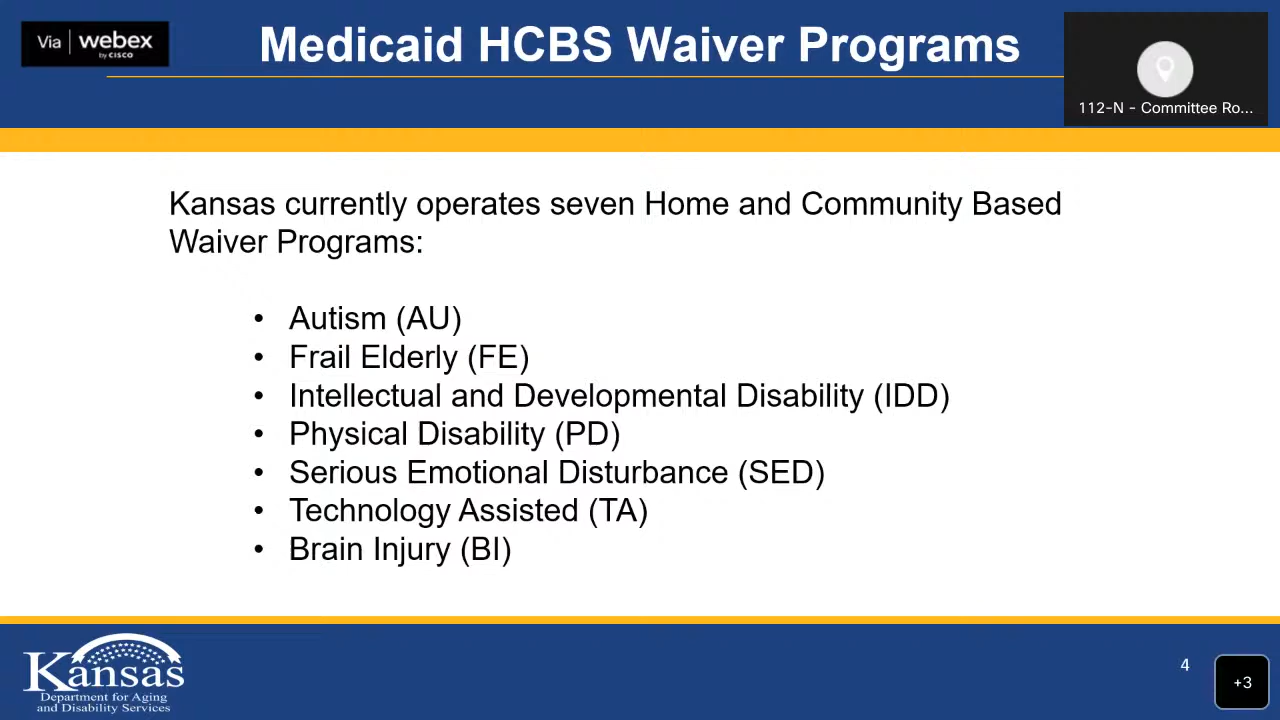 Via | webex
by CISCO
Medicaid HCBS Waiver Programs
112-N - Committee Ro...
Kansas currently operates seven Home and Community Based
Waiver Programs:
• Autism (AU)
• Frail Elderly (FE)
• Intellectual and Developmental Disability (IDD)
• Physical Disability (PD)
• Serious Emotional Disturbance (SED)
• Technology Assisted (TA)
• Brain Injury (BI)
Kansas
Department for Aging
and Disability Services
4
+3